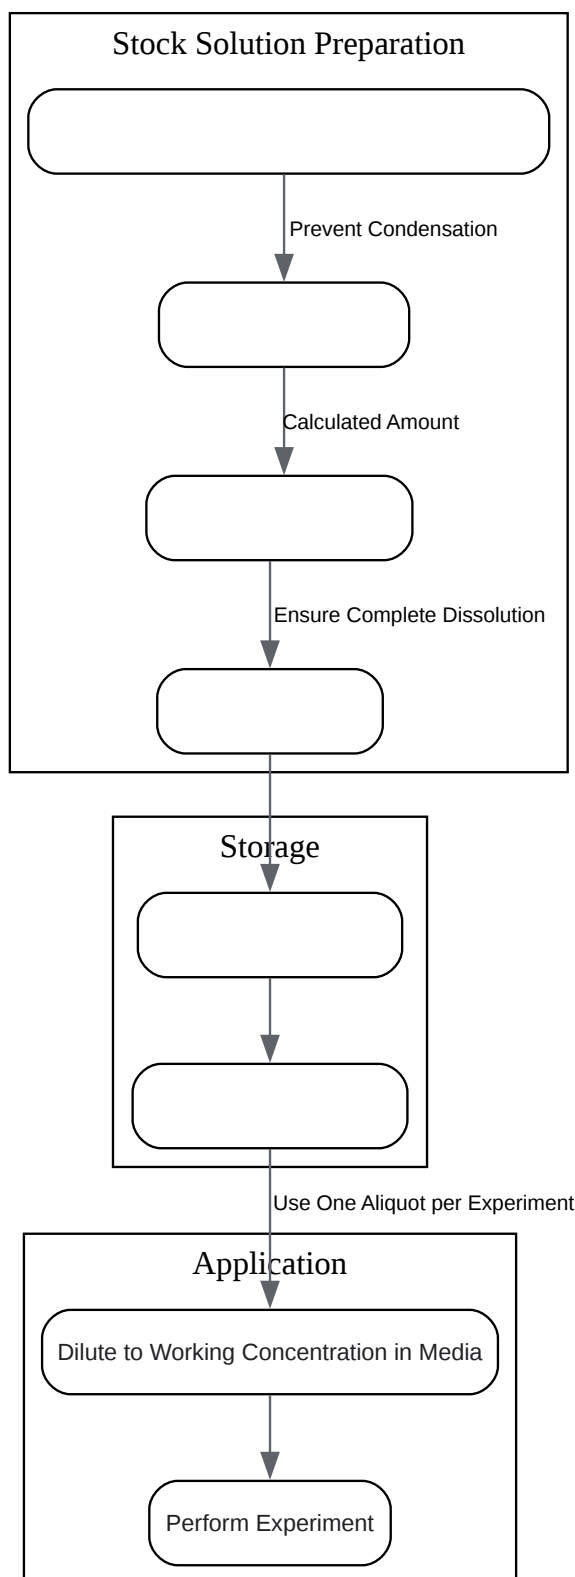 Stock Solution Preparation
Prevent Condensation
Calculated Amount
Ensure Complete Dissolution
Storage
Use One Aliquot per Experiment
Application
Dilute to Working Concentration in Media
Perform Experiment